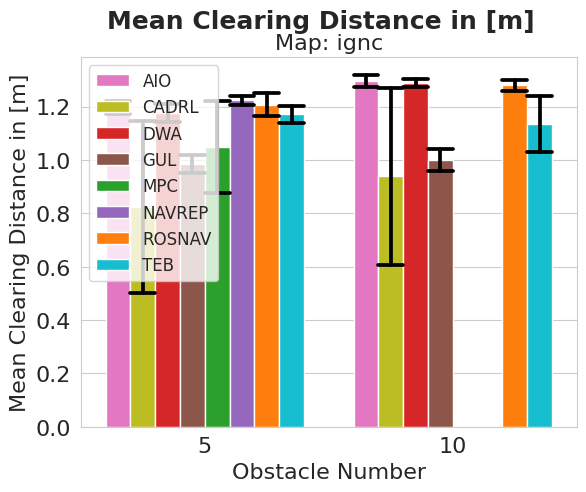 Mean Clearing Distance in [m]
Map: ignc
Mean Clearing Distance in [m]
1.2
1.0
0.8
0.6
0.4
0.2
0.0
AIO
CADRL
DWA
GUL
MPC
NAVREP
ROSNAV
TEB
5
10
Obstacle Number